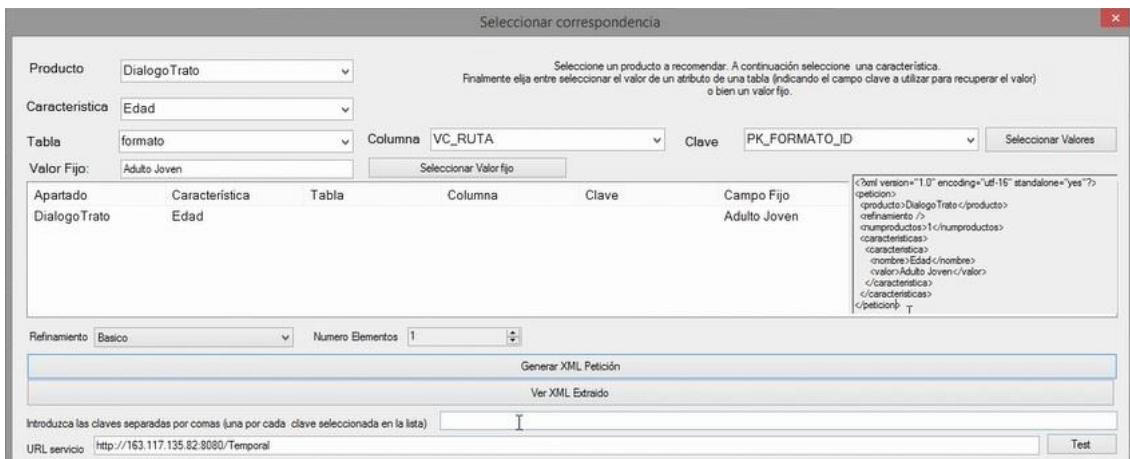 Seleccionar correspondencia
Producto DialogoTrato
Seleccione un producto a recomendar. A continuación seleccione una característica.
Finalmente elija entre seleccionar el valor de un atributo de una tabla (indicando el campo clave a utilizar para recuperar el valor)
o bien un valor fijo.
Caracteristica Edad
Tabla formato Columna VC_RUTA Clave PK_FORMATO_ID Seleccionar Valores
Valor Fijo: Adulto Joven Seleccionar Valor fijo
Apartado Característica Tabla Columna Clave Campo Fijo
DialogoTrato Edad Adulto Joven
<?xml version="1.0" encoding="utf-16" standalone="yes"?>
<peticion>
<producto>DialogoTrato</producto>
<refinamiento />
<numproductos>1</numproductos>
<caracteristicas>
<caracteristica>
<nombre>Edad</nombre>
<valor>Adulto Joven</valor>
</caracteristica>
</caracteristicas>
</peticion>
Refinamiento Basico Numero Elementos 1
Generar XML Petición
Ver XML Extraido
Introduzca las claves separadas por comas (una por cada clave seleccionada en la lista)
URL servicio http://163.117.135.82:8080/Temporal Test